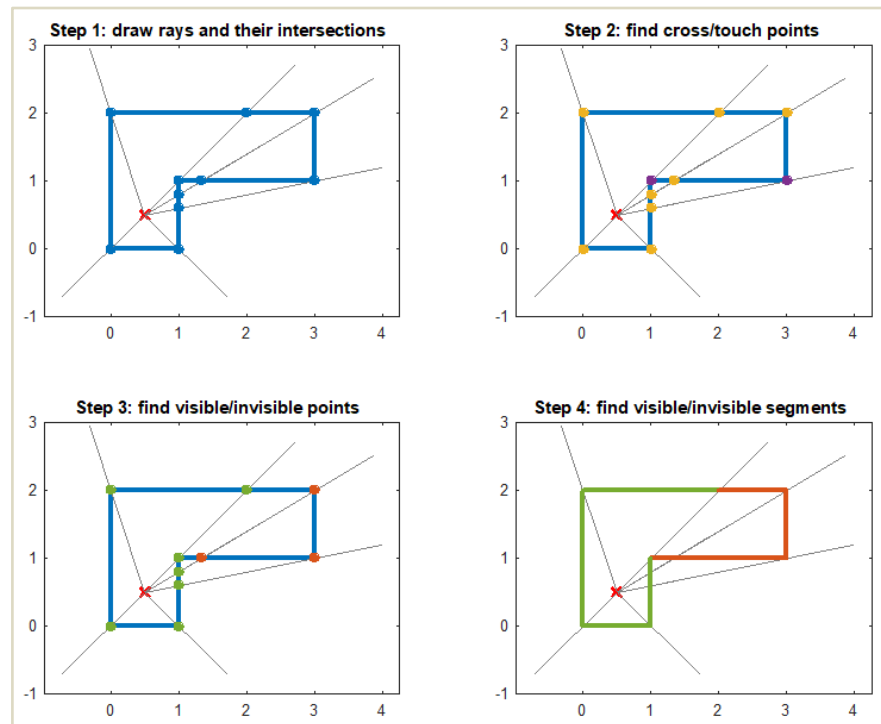 Step 1: draw rays and their intersections
3
2
1
0
-1
0 1 2 3 4
Step 2: find cross/touch points
3
2
1
0
-1
0 1 2 3 4
Step 3: find visible/invisible points
3
2
1
0
-1
0 1 2 3 4
Step 4: find visible/invisible segments
3
2
1
0
-1
0 1 2 3 4